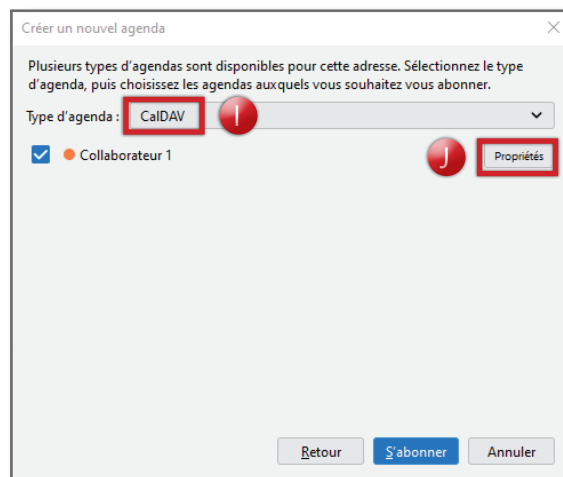 Créer un nouvel agenda
Plusieurs types d'agendas sont disponibles pour cette adresse. Sélectionnez le type
d'agenda, puis choisissez les agendas auxquels vous souhaitez vous abonner.
Type d'agenda : CalDAV I
Collaborateur 1 J Propriétés
Retour S'abonner Annuler